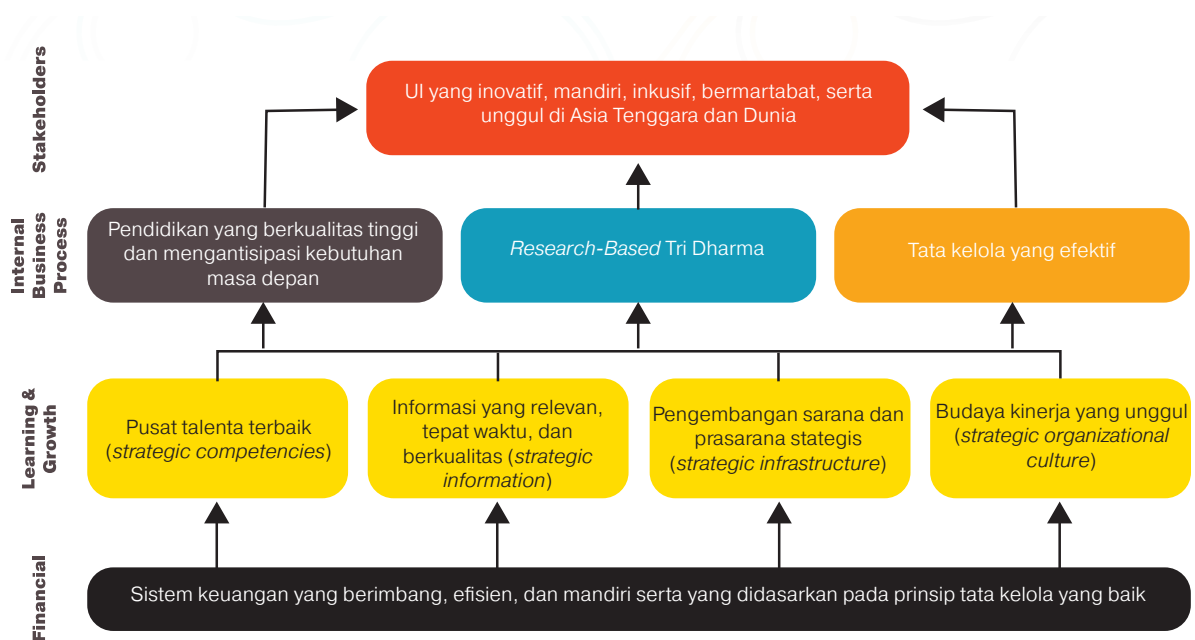 Stakeholders
UI yang inovatif, mandiri, inkusif, bermartabat, serta
unggul di Asia Tenggara dan Dunia
Internal
Business
Process
Pendidikan yang berkualitas tinggi
dan mengantisipasi kebutuhan
masa depan
Research-Based Tri Dharma
Tata kelola yang efektif
Learning &
Growth
Pusat talenta terbaik
(strategic competencies)
Informasi yang relevan,
tepat waktu, dan
berkualitas (strategic
information)
Pengembangan sarana dan
prasarana stategis
(strategic infrastructure)
Budaya kinerja yang unggul
(strategic organizational
culture)
Financial
Sistem keuangan yang berimbang, efisien, dan mandiri serta yang didasarkan pada prinsip tata kelola yang baik